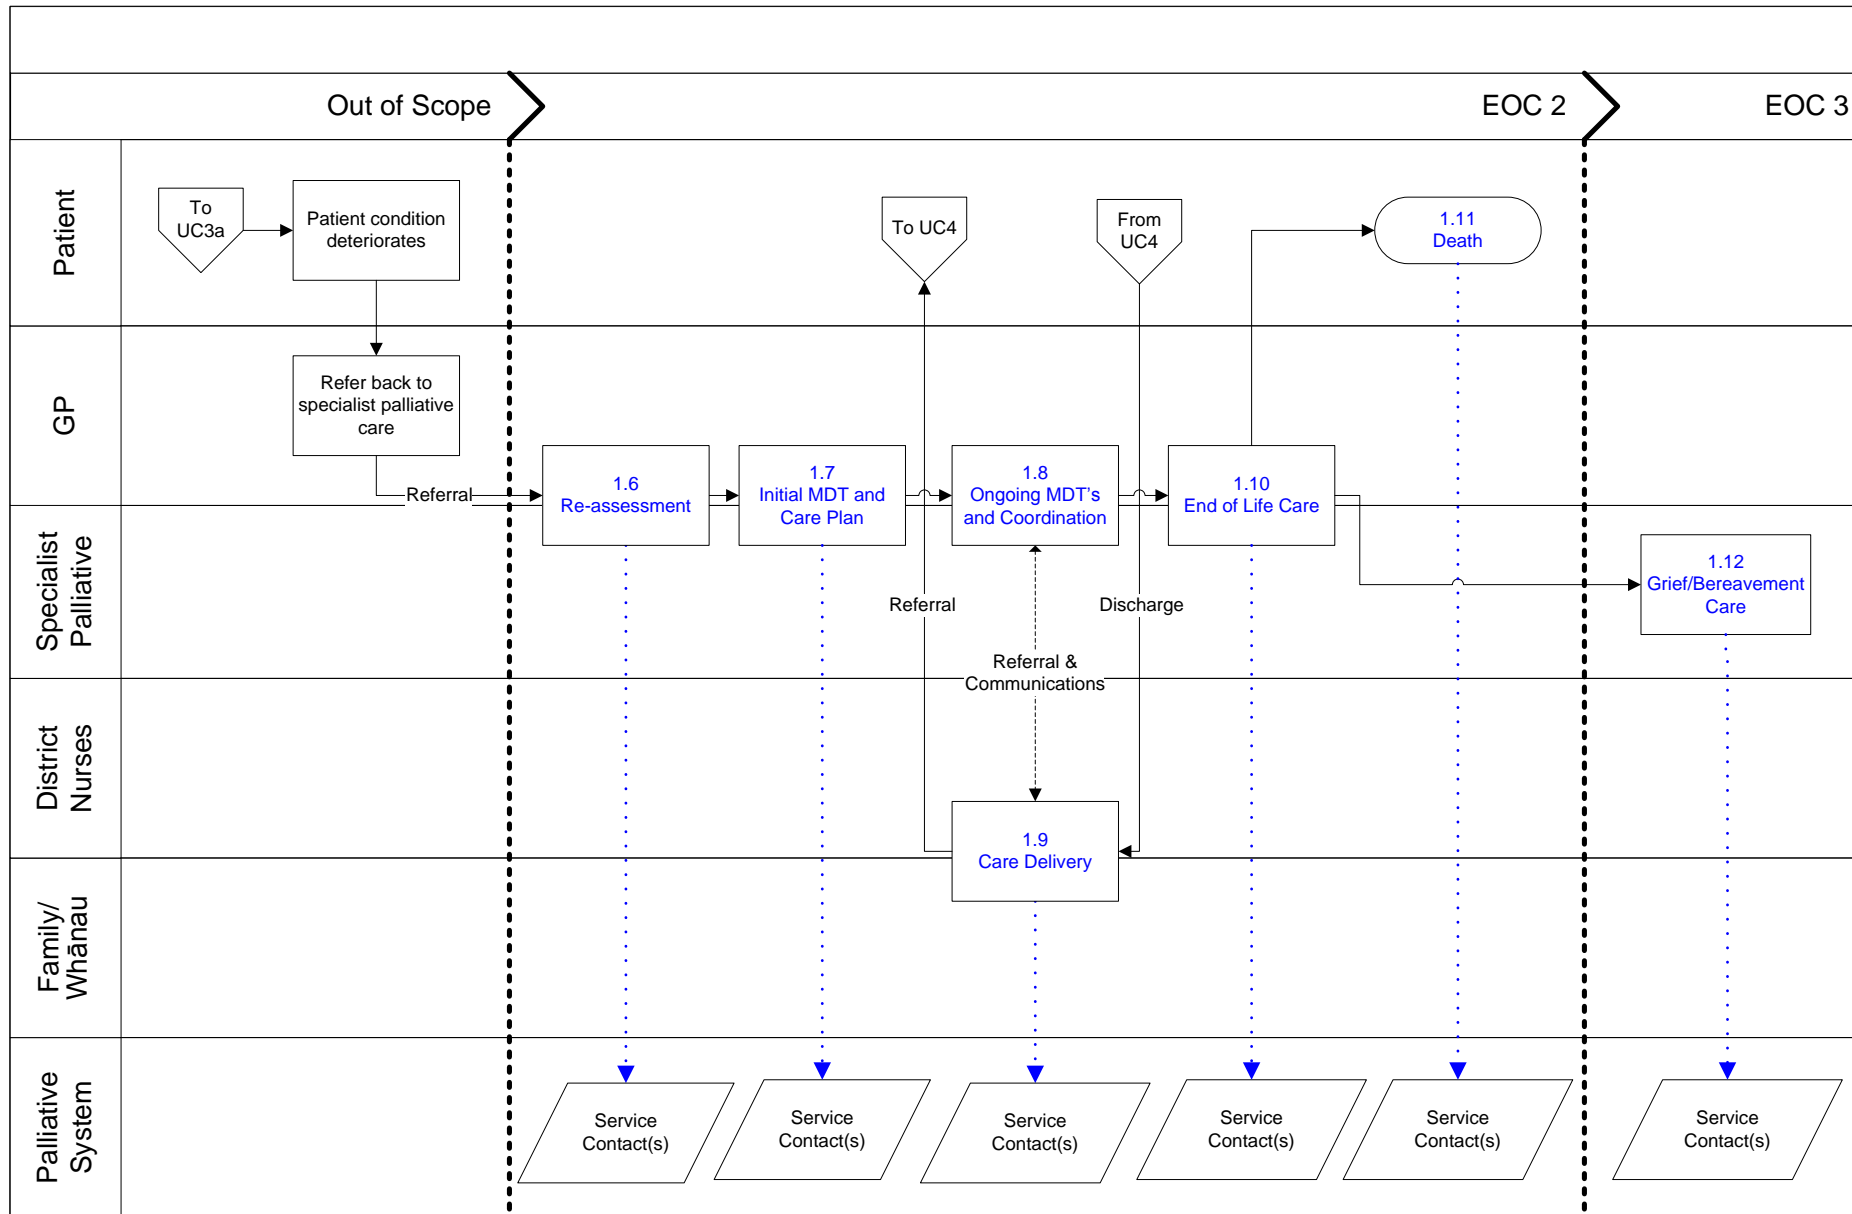 Out of Scope
EOC 2
EOC 3
Patient
To
UC3a
Patient condition
deteriorates
To UC4
From
UC4
1.11
Death
GP
Refer back to
specialist palliative
care
Referral
1.6
Re-assessment
1.7
Initial MDT and
Care Plan
1.8
Ongoing MDT's
and Coordination
1.10
End of Life Care
Specialist
Palliative
Referral
Discharge
Referral &
Communications
1.12
Grief/Bereavement
Care
District
Nurses
1.9
Care Delivery
Family/
Whānau
Palliative
System
Service
Contact(s)
Service
Contact(s)
Service
Contact(s)
Service
Contact(s)
Service
Contact(s)
Service
Contact(s)